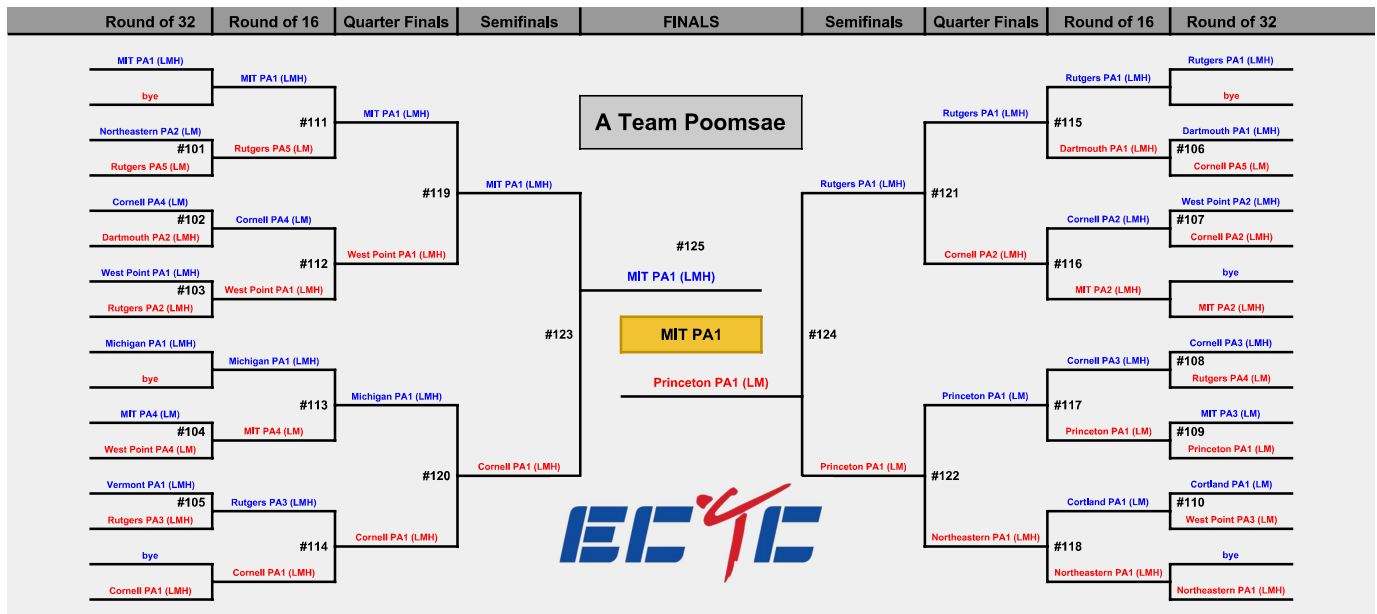 Round of 32 Round of 16 Quarter Finals Semifinals FINALS Semifinals Quarter Finals Round of 16 Round of 32
MIT PA1 (LMH)
bye
Northeastern PA2 (LM)
#101
Rutgers PA5 (LM)
Cornell PA4 (LM)
#102
Dartmouth PA2 (LMH)
West Point PA1 (LMH)
#103
Rutgers PA2 (LMH)
Michigan PA1 (LMH)
bye
MIT PA4 (LM)
#104
West Point PA4 (LM)
Vermont PA1 (LMH)
#105
Rutgers PA3 (LMH)
bye
Cornell PA1 (LMH)
MIT PA1 (LMH)
#111
Rutgers PA5 (LM)
Cornell PA4 (LM)
#112
West Point PA1 (LMH)
Michigan PA1 (LMH)
#113
MIT PA4 (LM)
Rutgers PA3 (LMH)
#114
Cornell PA1 (LMH)
MIT PA1 (LMH)
#119
West Point PA1 (LMH)
Michigan PA1 (LMH)
#120
Cornell PA1 (LMH)
MIT PA1 (LMH)
#123
Cornell PA1 (LMH)
A Team Poomsae
#125
MIT PA1 (LMH)
MIT PA1
Princeton PA1 (LM)
ECTC
Rutgers PA1 (LMH)
#124
Princeton PA1 (LM)
Rutgers PA1 (LMH)
#121
Cornell PA2 (LMH)
Princeton PA1 (LM)
#122
Northeastern PA1 (LMH)
Rutgers PA1 (LMH)
#115
Dartmouth PA1 (LMH)
Cornell PA2 (LMH)
#116
MIT PA2 (LMH)
Cornell PA3 (LMH)
#117
Princeton PA1 (LM)
Cortland PA1 (LM)
#118
Northeastern PA1 (LMH)
Rutgers PA1 (LMH)
bye
Dartmouth PA1 (LMH)
#106
Cornell PA5 (LM)
West Point PA2 (LMH)
#107
Cornell PA2 (LMH)
bye
MIT PA2 (LMH)
Cornell PA3 (LMH)
#108
Rutgers PA4 (LM)
MIT PA3 (LM)
#109
Princeton PA1 (LM)
Cortland PA1 (LM)
#110
West Point PA3 (LM)
bye
Northeastern PA1 (LMH)